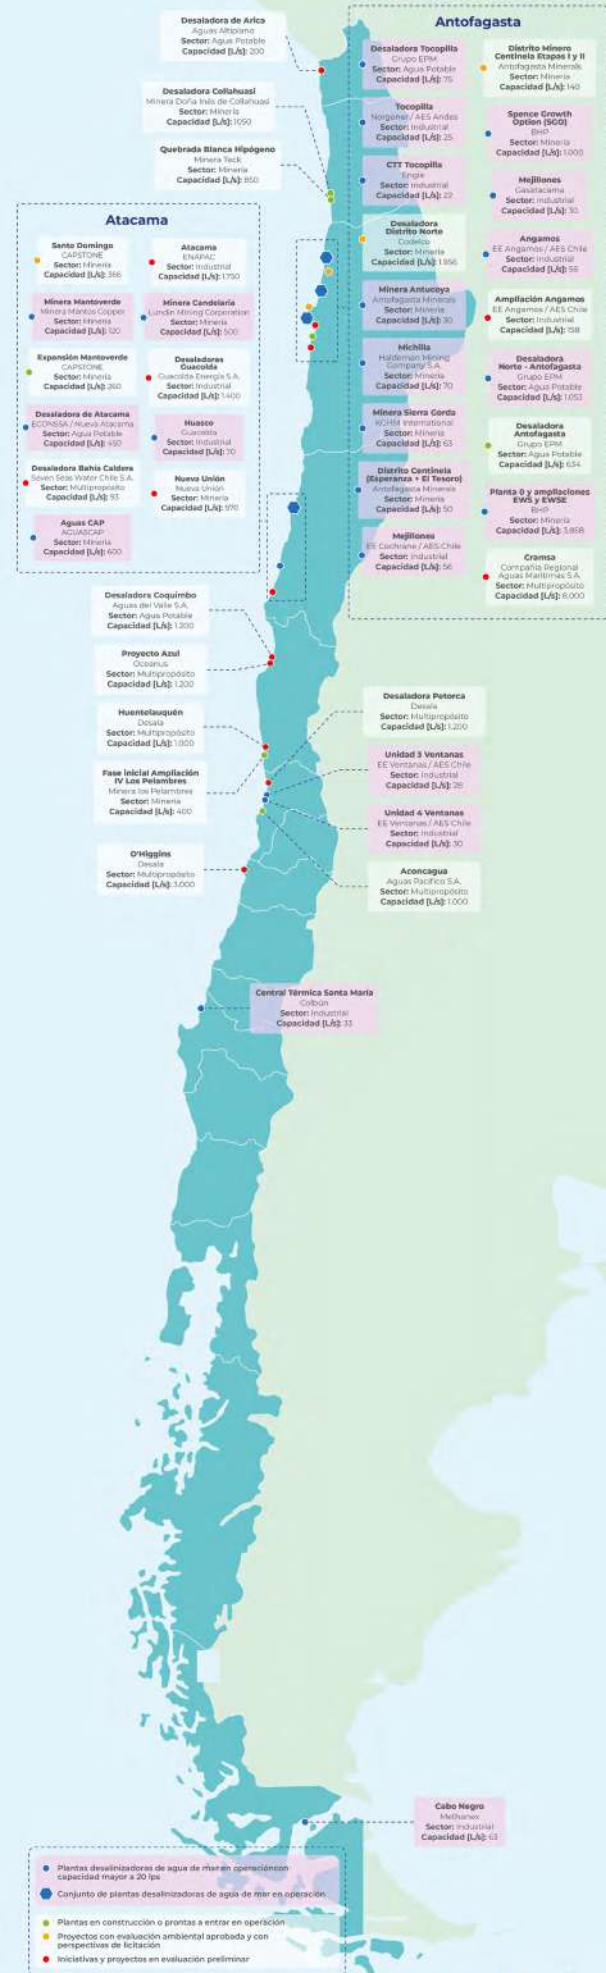 Desaladora de Arica
Aguas Altiplano
Sector: Agua Potable
Capacidad [L/s]: 200
Desaladora Collahuasi
Minera Doña Inés de Collahuasi
Sector: Minería
Capacidad [L/s]: 1050
Quebrada Blanca Hipógeno
Minera Teck
Sector: Minería
Capacidad [L/s]: 850
Antofagasta
Desaladora Tocopilla
Grupo EPM
Sector: Agua Potable
Capacidad [L/s]: 75
Tocopilla
Norgener / AES Andes
Sector: Industrial
Capacidad [L/s]: 25
CTT Tocopilla
Engie
Sector: Industrial
Capacidad [L/s]: 22
Desaladora
Distrito Norte
Codelco
Sector: Minería
Capacidad [L/s]: 1.956
Minera Antucoya
Antofagasta Minerals
Sector: Minería
Capacidad [L/s]: 30
Michilla
Haldeman Mining
Company S.A.
Sector: Minería
Capacidad [L/s]: 70
Minera Sierra Gorda
KGHM International
Sector: Minería
Capacidad [L/s]: 63
Distrito Centinela
(Esperanza + El Tesoro)
Antofagasta Minerals
Sector: Minería
Capacidad [L/s]: 50
Mejillones
EE Cochrane / AES Chile
Sector: Industrial
Capacidad [L/s]: 56
Distrito Minero
Centinela Etapas I y II
Antofagasta Minerals
Sector: Minería
Capacidad [L/s]: 140
Spence Growth
Option (SGO)
BHP
Sector: Minería
Capacidad [L/s]: 1.000
Mejillones
Gasatacama
Sector: Industrial
Capacidad [L/s]: 30
Angamos
EE Angamos / AES Chile
Sector: Industrial
Capacidad [L/s]: 56
Ampliación Angamos
EE Angamos / AES Chile
Sector: Industrial
Capacidad [L/s]: 158
Desaladora
Norte - Antofagasta
Grupo EPM
Sector: Agua Potable
Capacidad [L/s]: 1.053
Desaladora
Antofagasta
Grupo EPM
Sector: Agua Potable
Capacidad [L/s]: 634
Planta 0 y ampliaciones
EWS y EWSE
BHP
Sector: Minería
Capacidad [L/s]: 3.858
Cramsa
Compañía Regional
Aguas Marítimas S.A.
Sector: Multipropósito
Capacidad [L/s]: 8.000
Atacama
Santo Domingo
CAPSTONE
Sector: Minería
Capacidad [L/s]: 366
Minera Mantoverde
Minera Mantos Copper
Sector: Minería
Capacidad [L/s]: 120
Expansión Mantoverde
CAPSTONE
Sector: Minería
Capacidad [L/s]: 260
Desaladora de Atacama
ECONSSA / Nueva Atacama
Sector: Agua Potable
Capacidad [L/s]: 450
Desaladora Bahía Caldera
Seven Seas Water Chile S.A.
Sector: Multipropósito
Capacidad [L/s]: 93
Aguas CAP
AGUASCAP
Sector: Minería
Capacidad [L/s]: 600
Atacama
ENAPAC
Sector: Industrial
Capacidad [L/s]: 1.750
Minera Candelaria
Lundin Mining Corporation
Sector: Minería
Capacidad [L/s]: 500
Desaladoras
Guacolda
Guacolda Energía S.A.
Sector: Industrial
Capacidad [L/s]: 1.400
Huasco
Guacolda
Sector: Industrial
Capacidad [L/s]: 70
Nueva Unión
Nueva Unión
Sector: Minería
Capacidad [L/s]: 970
Desaladora Coquimbo
Aguas del Valle S.A.
Sector: Agua Potable
Capacidad [L/s]: 1.200
Proyecto Azul
Oceanus
Sector: Multipropósito
Capacidad [L/s]: 1.200
Huentelauquén
Desala
Sector: Multipropósito
Capacidad [L/s]: 1.000
Fase inicial Ampliación
IV Los Pelambres
Minera los Pelambres
Sector: Minería
Capacidad [L/s]: 400
O'Higgins
Desala
Sector: Multipropósito
Capacidad [L/s]: 3.000
Desaladora Petorca
Desala
Sector: Multipropósito
Capacidad [L/s]: 1.200
Unidad 3 Ventanas
EE Ventanas / AES Chile
Sector: Industrial
Capacidad [L/s]: 28
Unidad 4 Ventanas
EE Ventanas / AES Chile
Sector: Industrial
Capacidad [L/s]: 30
Aconcagua
Aguas Pacífico S.A.
Sector: Multipropósito
Capacidad [L/s]: 1.000
Central Térmica Santa María
Colbún
Sector: Industrial
Capacidad [L/s]: 33
Cabo Negro
Methanex
Sector: Industrial
Capacidad [L/s]: 63
Plantas desalinizadoras de agua de mar en operación con
capacidad mayor a 20 lps
Conjunto de plantas desalinizadoras de agua de mar en operación
Plantas en construcción o prontas a entrar en operación
Proyectos con evaluación ambiental aprobada y con
perspectivas de licitación
Iniciativas y proyectos en evaluación preliminar